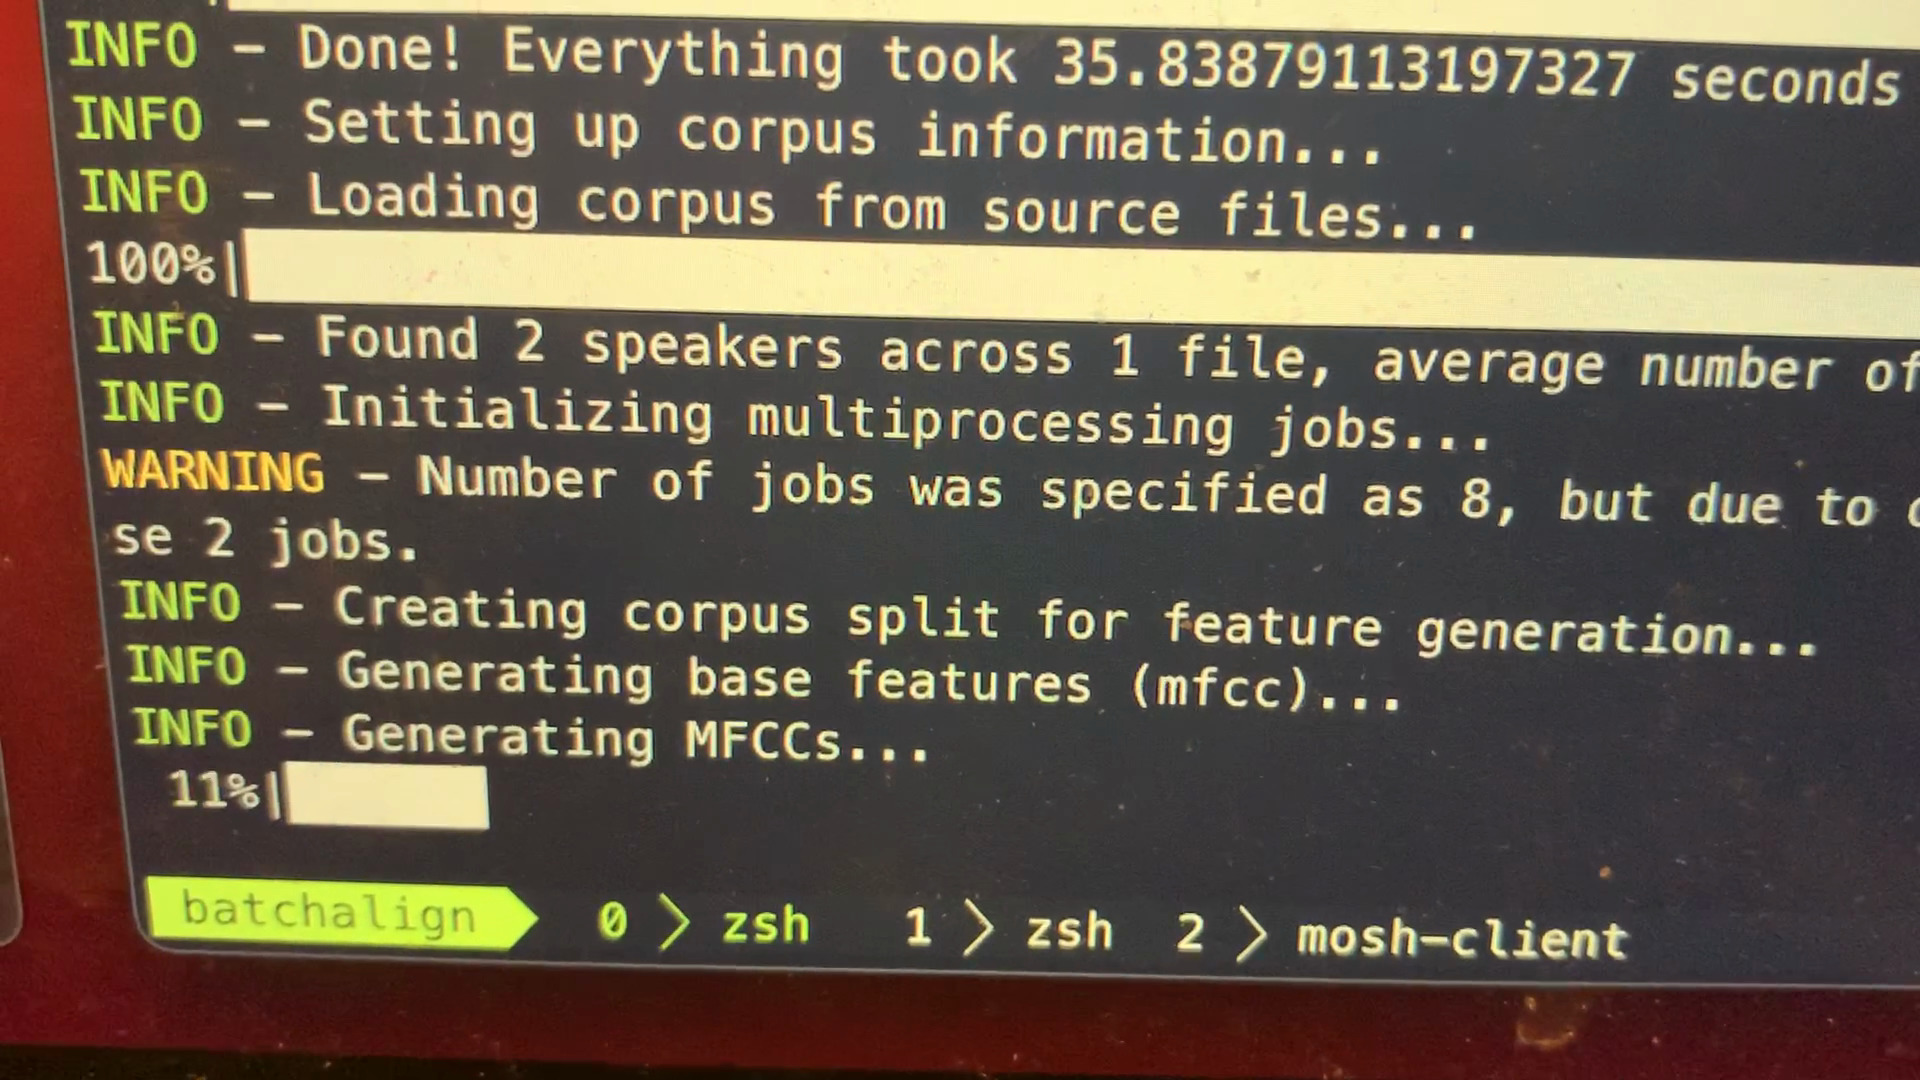 INFO - Done! Everything took 35.83879113197327 seconds
INFO - Setting up corpus information...
INFO - Loading corpus from source files...
100%|
INFO - Found 2 speakers across 1 file, average number of
INFO - Initializing multiprocessing jobs...
WARNING - Number of jobs was specified as 8, but due to
se 2 jobs.
INFO - Creating corpus split for feature generation...
INFO - Generating base features (mfcc)...
INFO - Generating MFCCs...
11%|
batchalign 0 > zsh 1 > zsh 2 > mosh-client